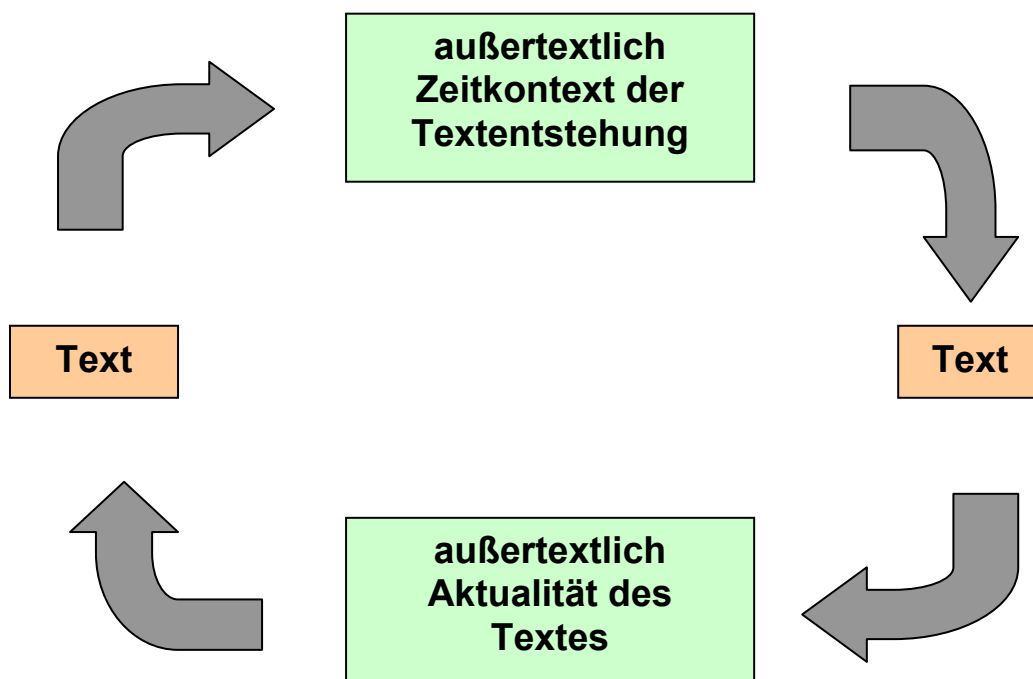 außertextlich
Zeitkontext der
Textentstehung
Text
Text
außertextlich
Aktualität des
Textes